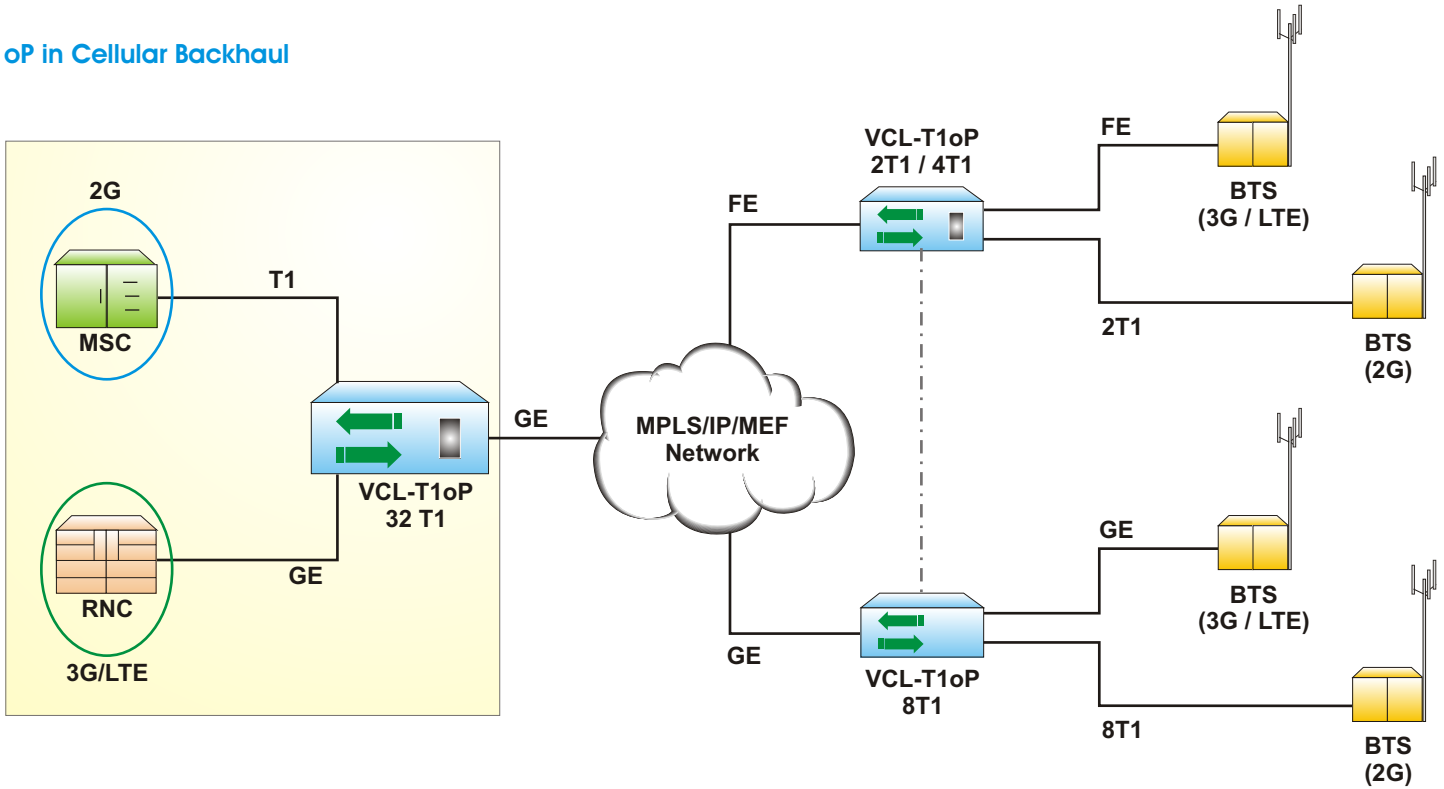 oP in Cellular Backhaul
2G
MSC
T1
VCL-T1oP
32 T1
RNC
GE
3G/LTE
GE
MPLS/IP/MEF
Network
FE
VCL-T1oP
2T1 / 4T1
FE
BTS
(3G / LTE)
2T1
BTS
(2G)
GE
VCL-T1oP
8T1
GE
BTS
(3G / LTE)
8T1
BTS
(2G)